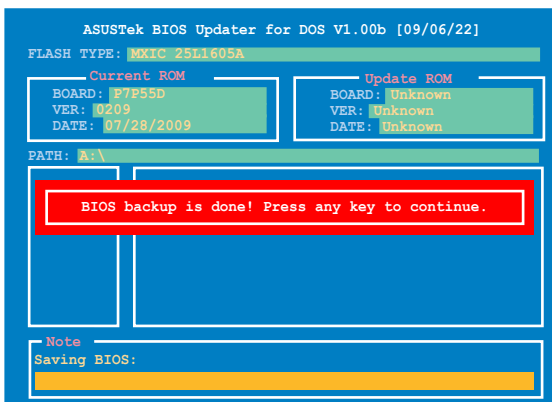 ASUSTek BIOS Updater for DOS V1.00b [09/06/22]
FLASH TYPE: MXIC 25L1605A
Current ROM
BOARD: P7P55D
VER: 0209
DATE: 07/28/2009
Update ROM
BOARD: Unknown
VER: Unknown
DATE: Unknown
PATH: A:\
BIOS backup is done! Press any key to continue.
Note
Saving BIOS: